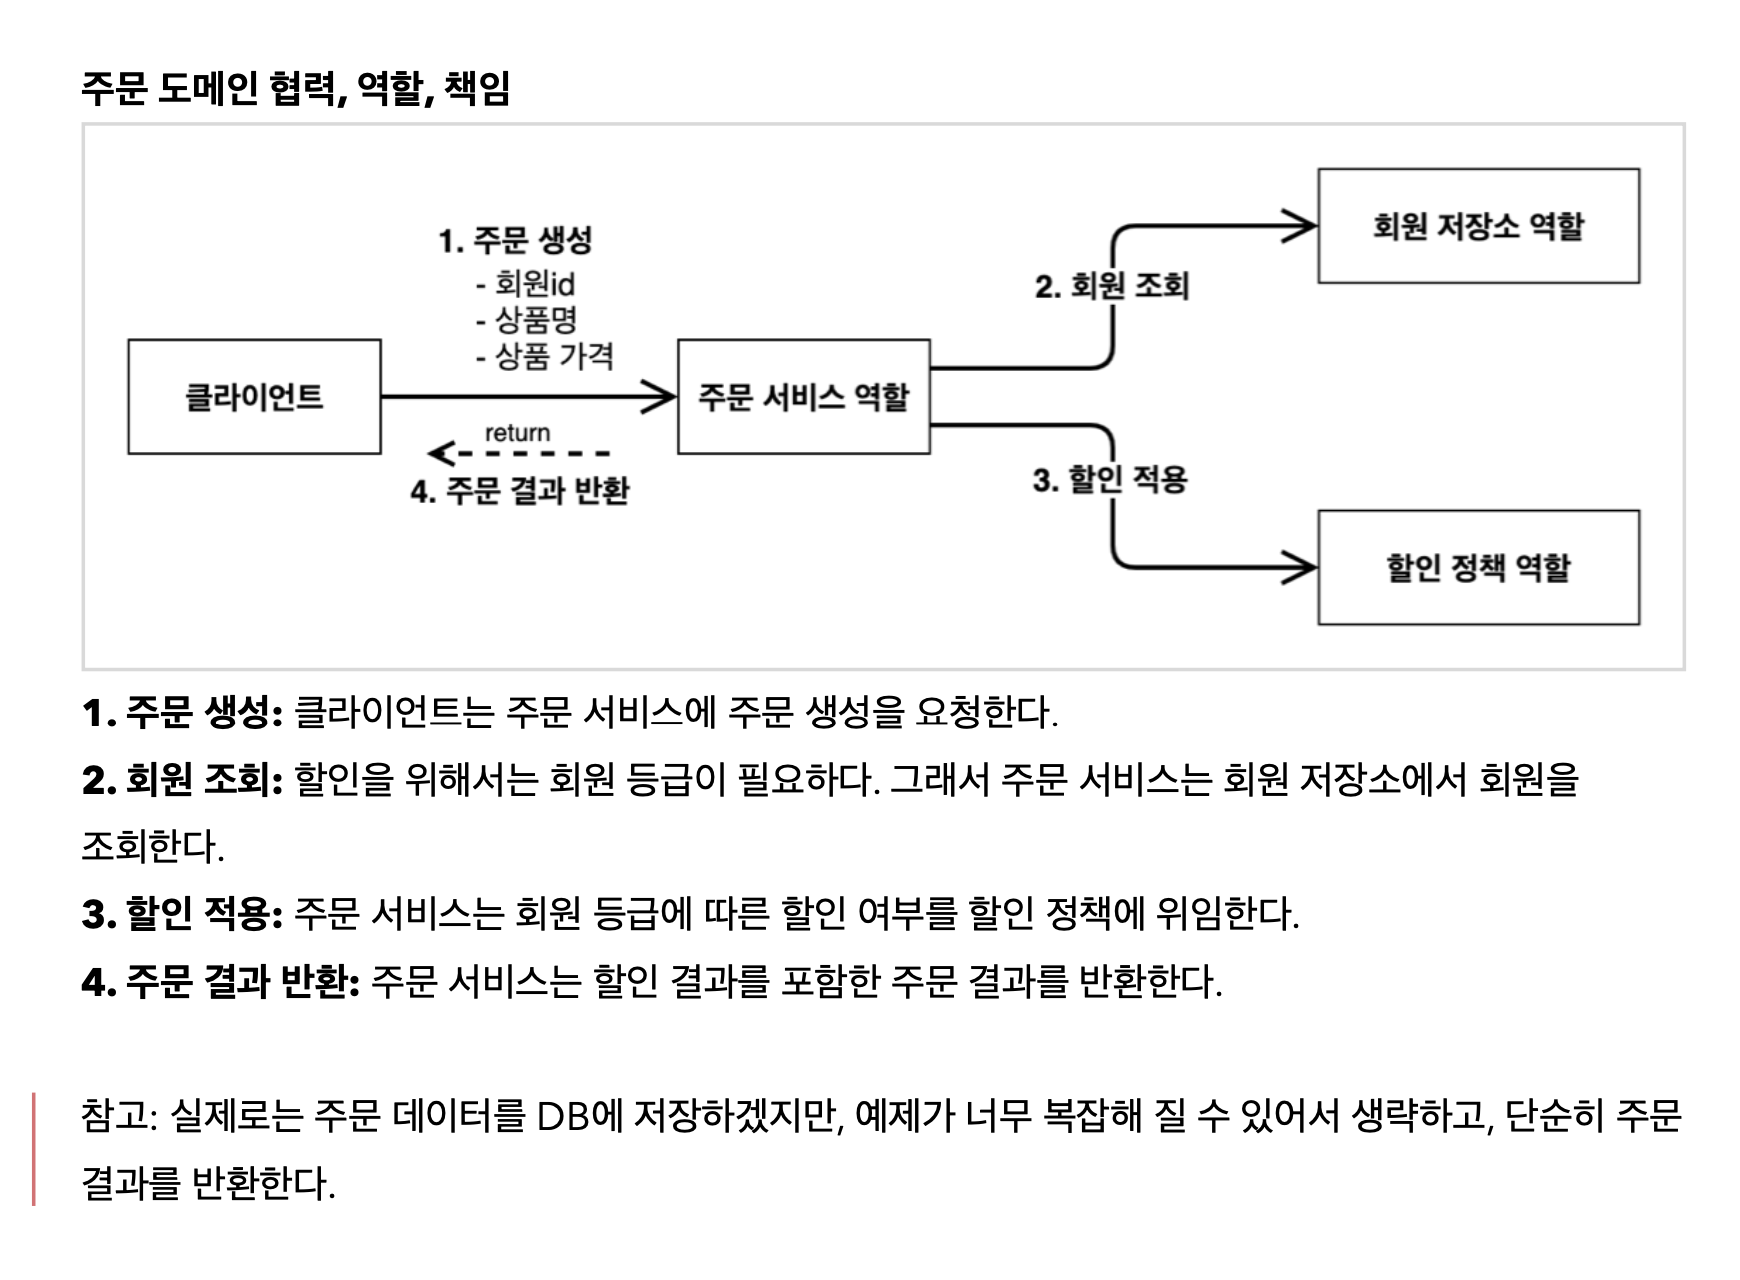 주문 도메인 협력, 역할, 책임
회원 저장소 역할
1. 주문 생성
- 회원id
- 상품명
- 상품 가격
2. 회원 조회
클라이언트
주문 서비스 역할
return
4. 주문 결과 반환
3. 할인 적용
할인 정책 역할
1. 주문 생성: 클라이언트는 주문 서비스에 주문 생성을 요청한다.
2. 회원 조회: 할인을 위해서는 회원 등급이 필요하다. 그래서 주문 서비스는 회원 저장소에서 회원을
조회한다.
3. 할인 적용: 주문 서비스는 회원 등급에 따른 할인 여부를 할인 정책에 위임한다.
4. 주문 결과 반환: 주문 서비스는 할인 결과를 포함한 주문 결과를 반환한다.
참고: 실제로는 주문 데이터를 DB에 저장하겠지만, 예제가 너무 복잡해 질 수 있어서 생략하고, 단순히 주문
결과를 반환한다.